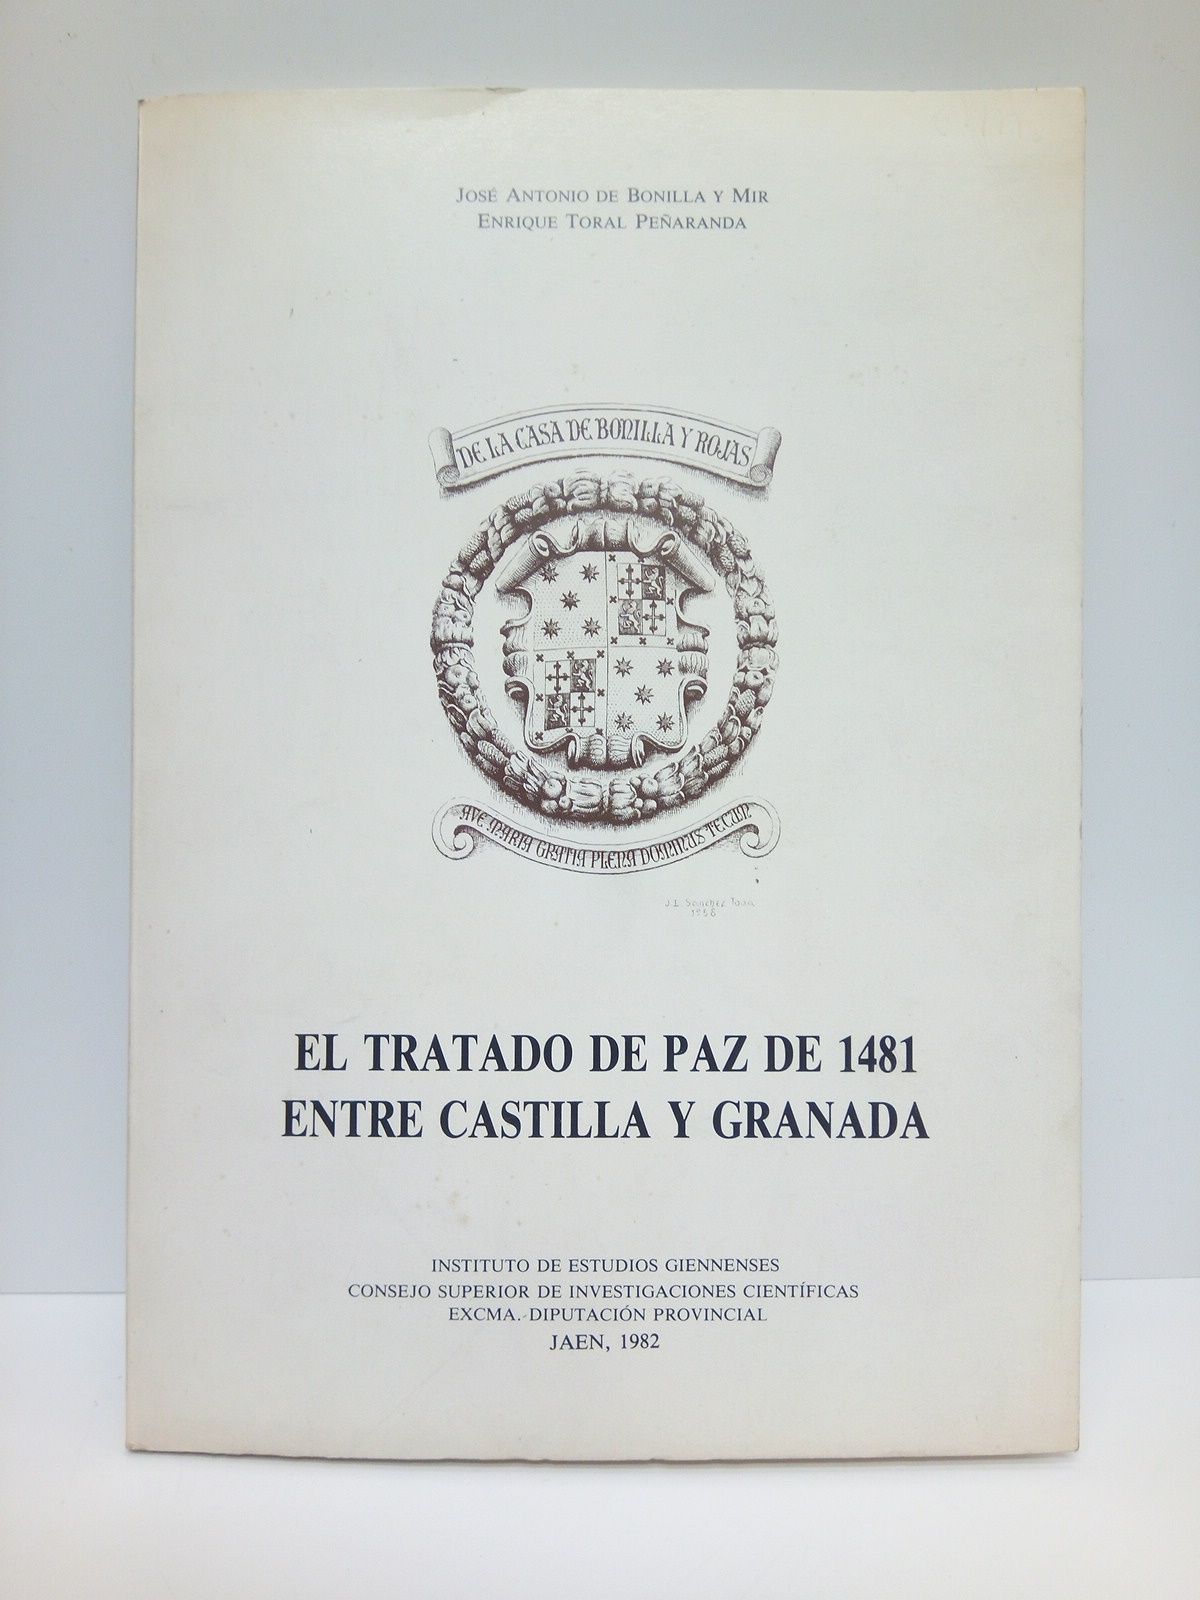 JOSÉ ANTONIO DE BONILLA Y MIR
ENRIQUE TORAL PEÑARANDA
DE LA CASA DE BONILLA Y ROJAS
AVE MARIA GRATIA PLENA DOMINUS TECUM
J.L. Sanchez
1958
EL TRATADO DE PAZ DE 1481
ENTRE CASTILLA Y GRANADA
INSTITUTO DE ESTUDIOS GIENNENSES
CONSEJO SUPERIOR DE INVESTIGACIONES CIENTÍFICAS
EXCMA. DIPUTACIÓN PROVINCIAL
JAEN, 1982